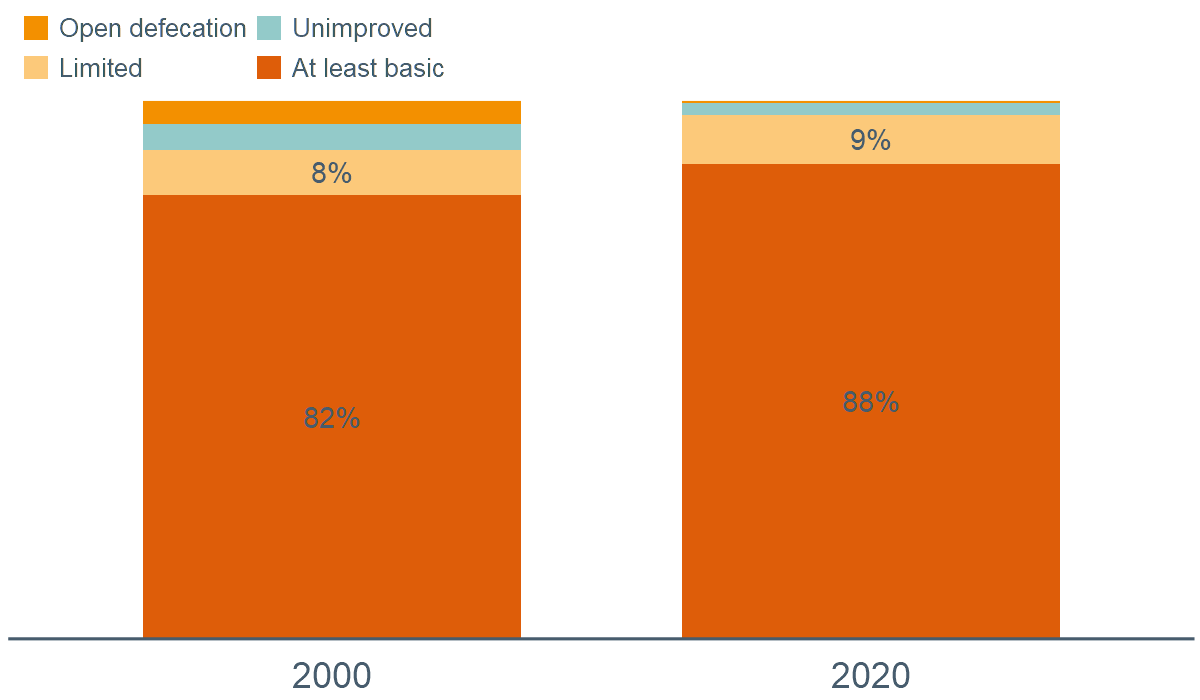 Open defecation Unimproved
Limited At least basic
8%
9%
82%
88%
2000 2020